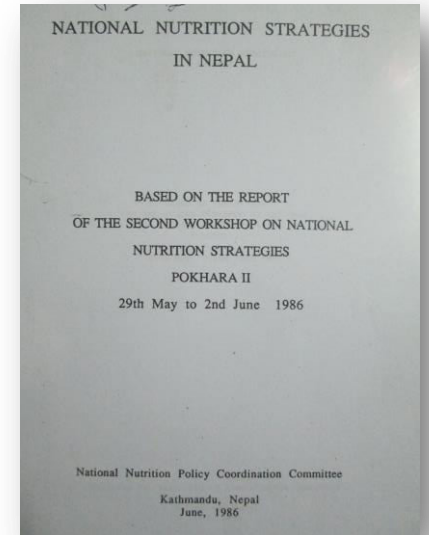 NATIONAL NUTRITION STRATEGIES
IN NEPAL
BASED ON THE REPORT
OF THE SECOND WORKSHOP ON NATIONAL
NUTRITION STRATEGIES
POKHARA II
29th May to 2nd June 1986
National Nutrition Policy Coordination Committee
Kathmandu, Nepal
June, 1986